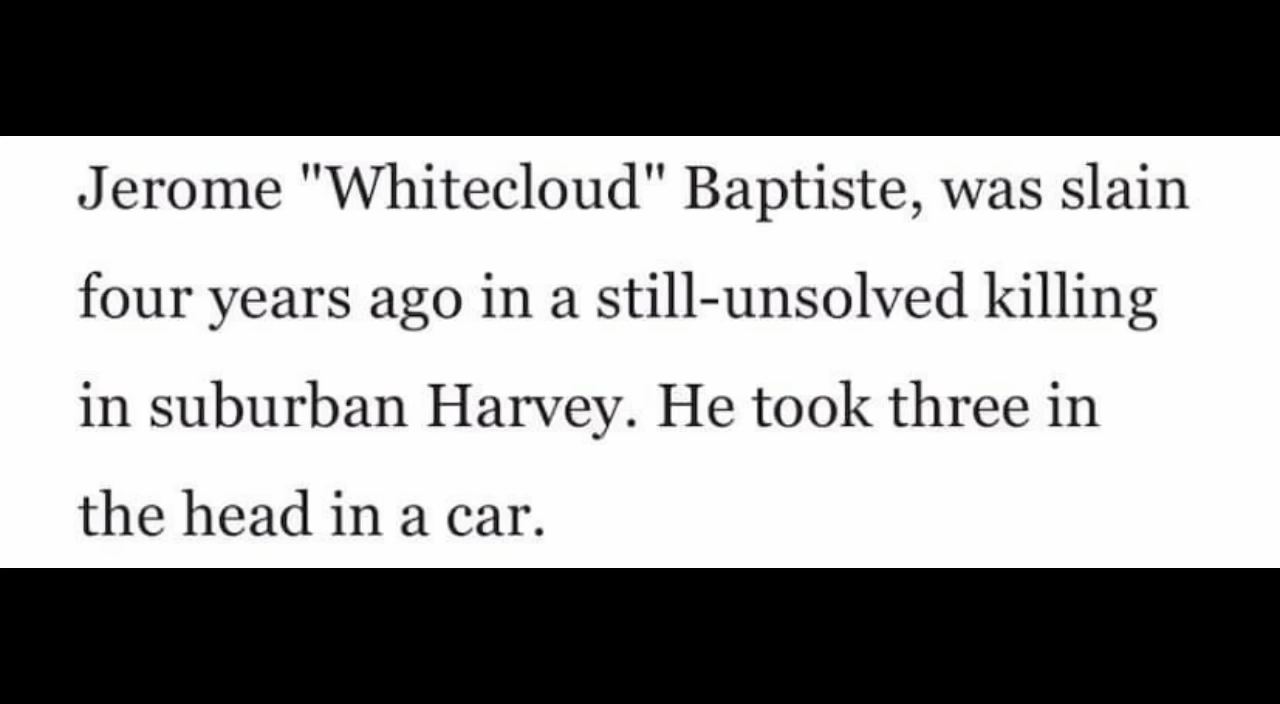 Jerome "Whitecloud" Baptiste, was slain
four years ago in a still-unsolved killing
in suburban Harvey. He took three in
the head in a car.